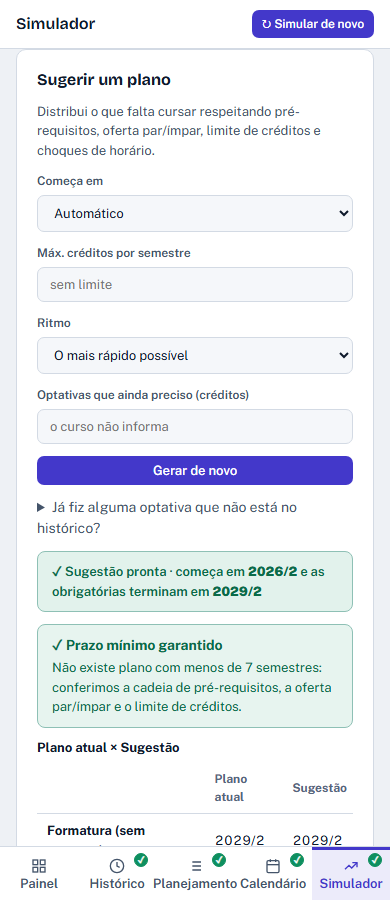 Simulador
↻ Simular de novo
Sugerir um plano
Distribui o que falta cursar respeitando pré-
requisitos, oferta par/ímpar, limite de créditos e
choques de horário.
Começa em
Automático
Máx. créditos por semestre
sem limite
Ritmo
O mais rápido possível
Optativas que ainda preciso (créditos)
o curso não informa
Gerar de novo
▶ Já fiz alguma optativa que não está no
histórico?
✓ Sugestão pronta · começa em 2026/2 e as
obrigatórias terminam em 2029/2
✓ Prazo mínimo garantido
Não existe plano com menos de 7 semestres:
conferimos a cadeia de pré-requisitos, a oferta
par/ímpar e o limite de créditos.
Plano atual × Sugestão
Plano
atual
Sugestão
Formatura (sem
2029/2
2029/2
Painel
Histórico
Planejamento
Calendário
Simulador